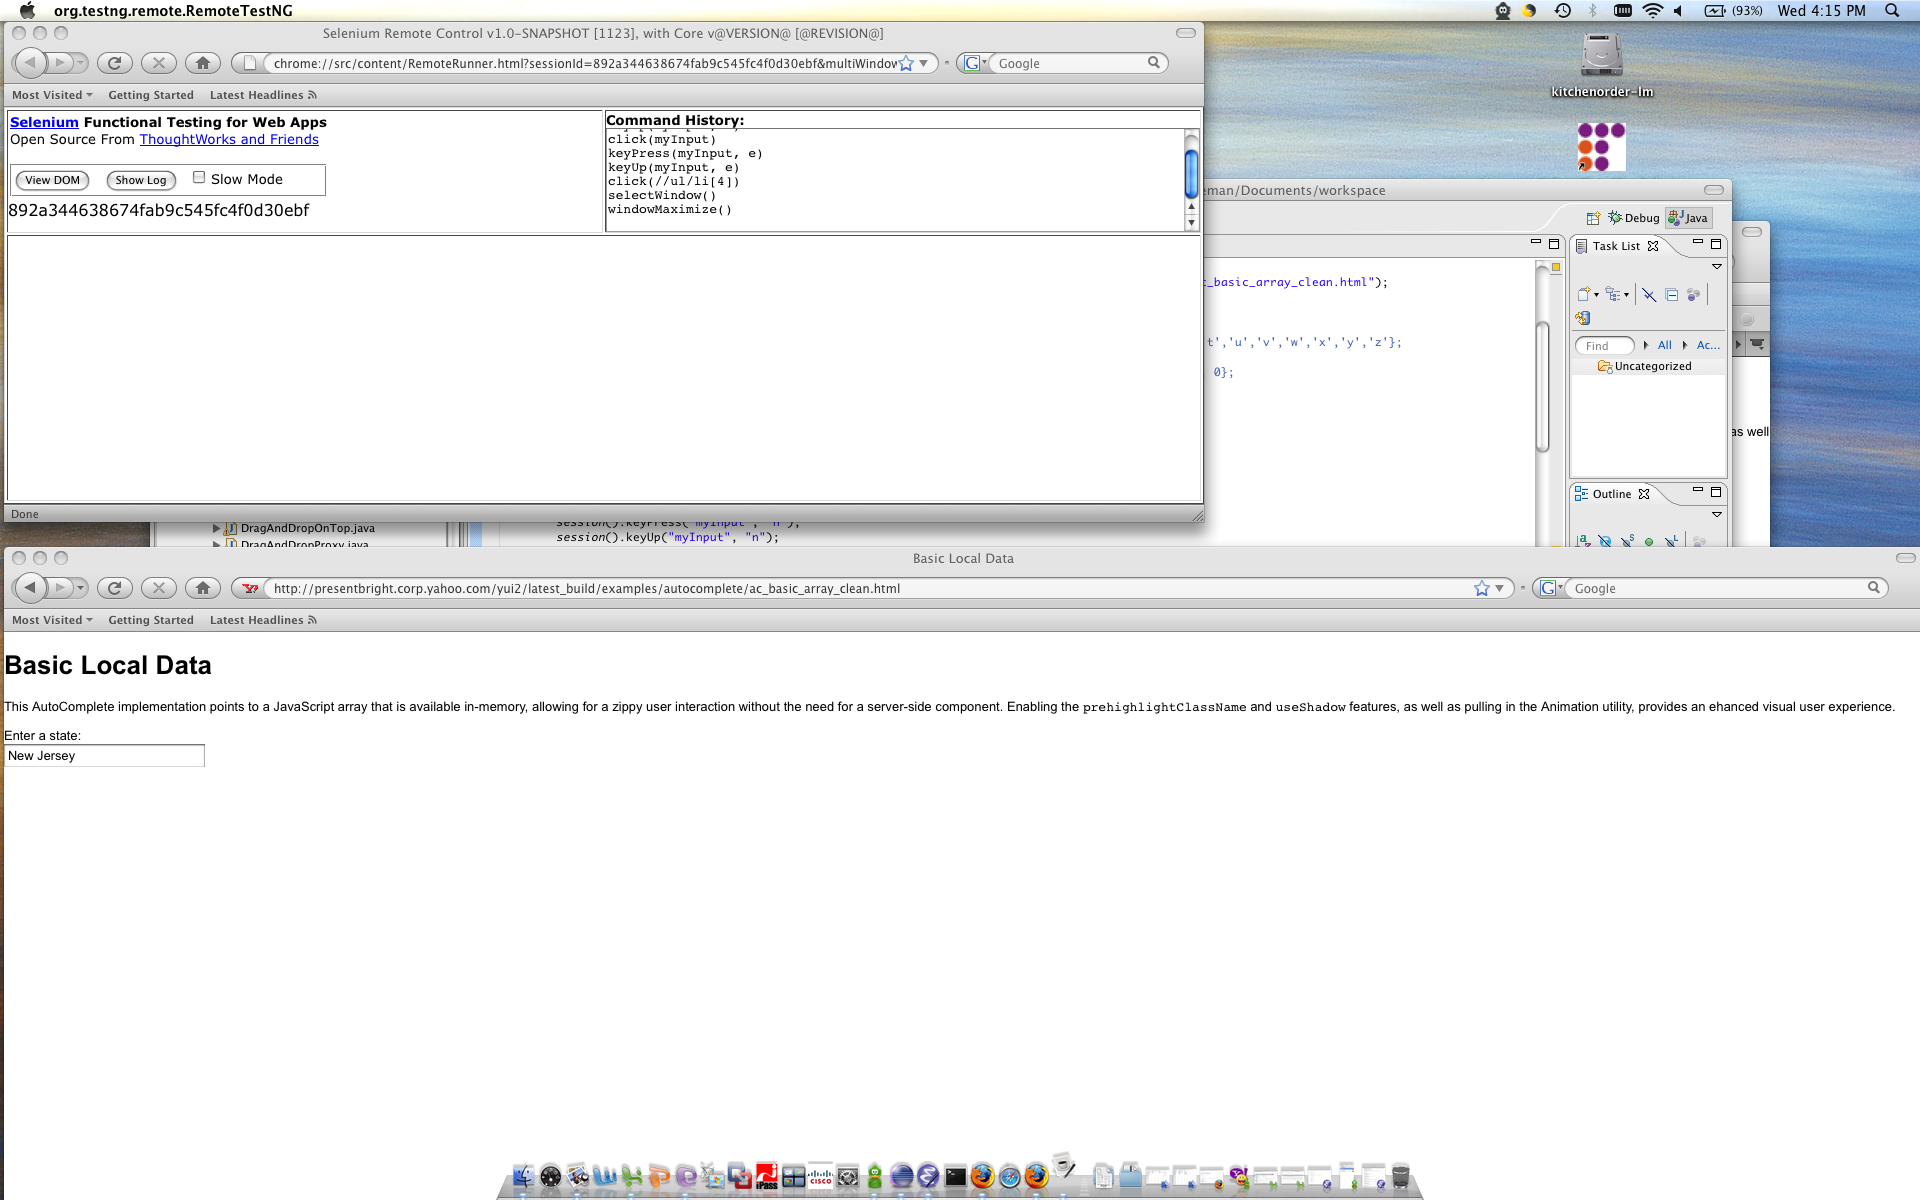 org.testng.remote.RemoteTestNG
(93%)
Wed 4:15 PM
Selenium Remote Control v1.0-SNAPSHOT [1123], with Core v@VERSION@ [@REVISION@]
chrome://src/content/RemoteRunner.html?sessionId=892a344638674fab9c545fc4f0d30ebf&multiWindow
Google
Most Visited
Getting Started
Latest Headlines
Selenium Functional Testing for Web Apps
Open Source From ThoughtWorks and Friends
View DOM
Show Log
Slow Mode
892a344638674fab9c545fc4f0d30ebf
Command History:
click(myInput)
keyPress(myInput, e)
keyUp(myInput, e)
click(//ul/li[4])
selectWindow()
windowMaximize()
Done
kitchenorder-lm
eman/Documents/workspace
Debug
Java
Task List
_basic_array_clean.html");
t','u','v','w','x','y','z'};
0};
Find
All
Ac...
Uncategorized
as well
Outline
DragAndDropOnTop.java
DragAndDropProxy.java
session().keyPress("myInput", "n");
session().keyUp("myInput", "n");
Basic Local Data
http://presentbright.corp.yahoo.com/yui2/latest_build/examples/autocomplete/ac_basic_array_clean.html
Google
Most Visited
Getting Started
Latest Headlines
Basic Local Data
This AutoComplete implementation points to a JavaScript array that is available in-memory, allowing for a zippy user interaction without the need for a server-side component. Enabling the prehighlightClassName and useShadow features, as well as pulling in the Animation utility, provides an ehanced visual user experience.
Enter a state:
New Jersey
iPass
CISCO